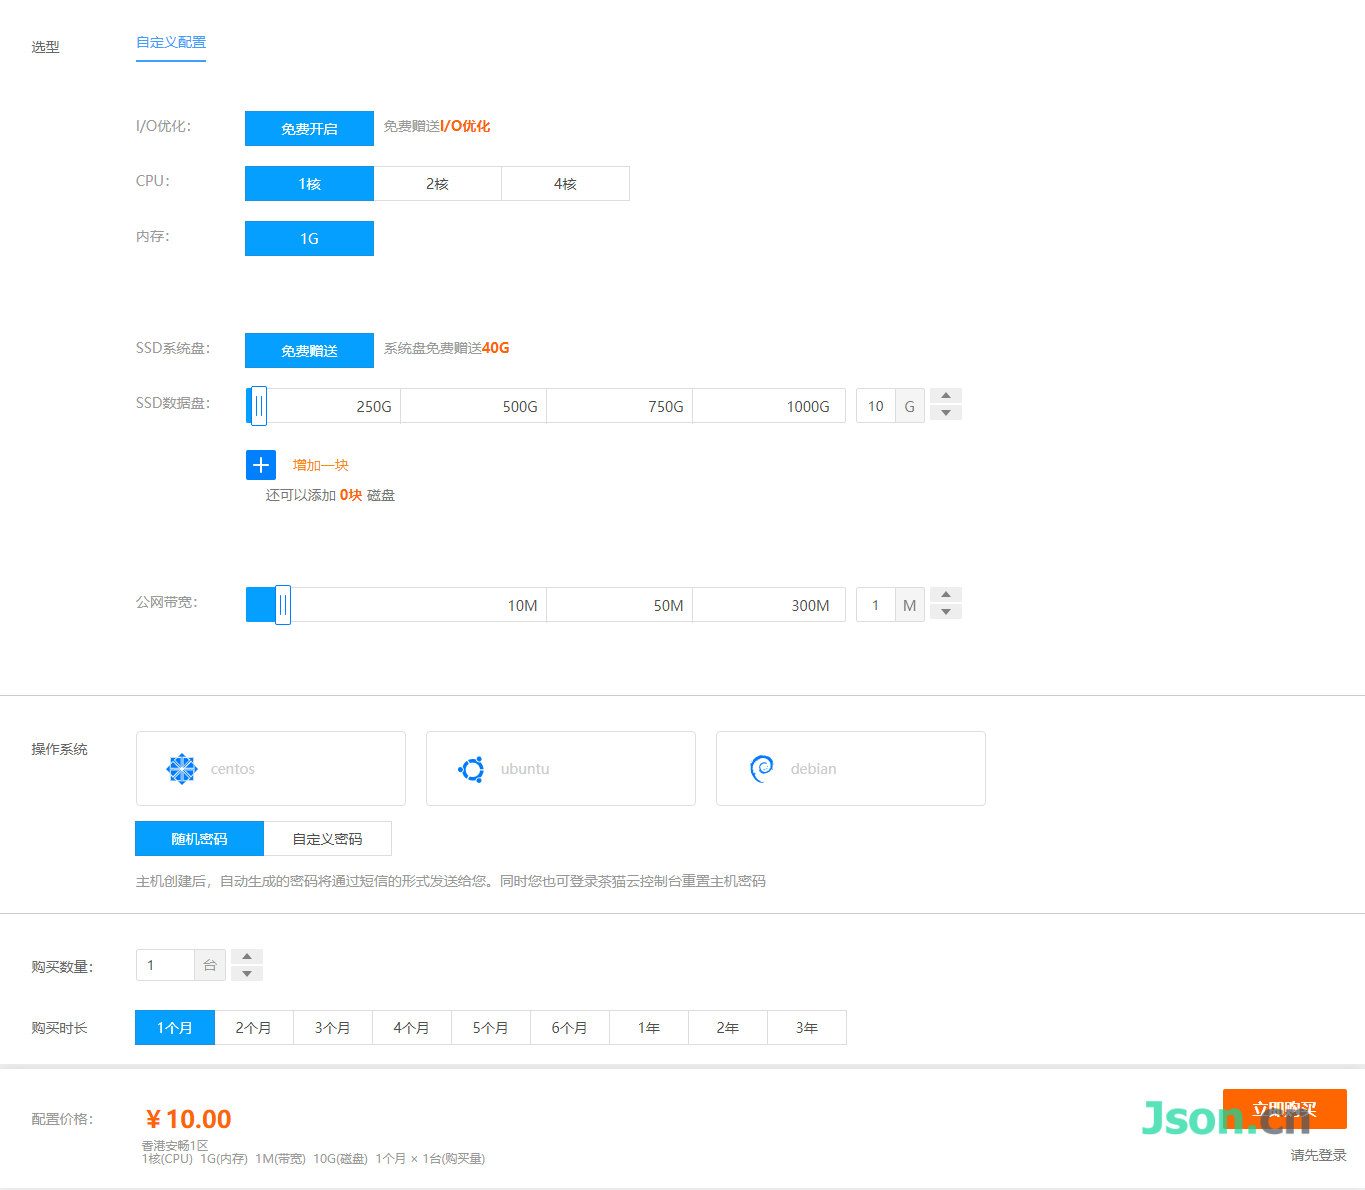 选型
自定义配置
I/O优化：
免费开启
免费赠送I/O优化
CPU：
1核
2核
4核
内存：
1G
SSD系统盘：
免费赠送
系统盘免费赠送40G
SSD数据盘：
250G
500G
750G
1000G
10
G
增加一块
还可以添加 0块 磁盘
公网带宽：
10M
50M
300M
1
M
操作系统
centos
ubuntu
debian
随机密码
自定义密码
主机创建后，自动生成的密码将通过短信的形式发送给您。同时您也可登录茶猫云控制台重置主机密码
购买数量：
1
台
购买时长
1个月
2个月
3个月
4个月
5个月
6个月
1年
2年
3年
配置价格：
¥ 10.00
香港安畅1区
1核(CPU) 1G(内存) 1M(带宽) 10G(磁盘) 1个月 × 1台(购买量)
立即购买
Json.cn
请先登录